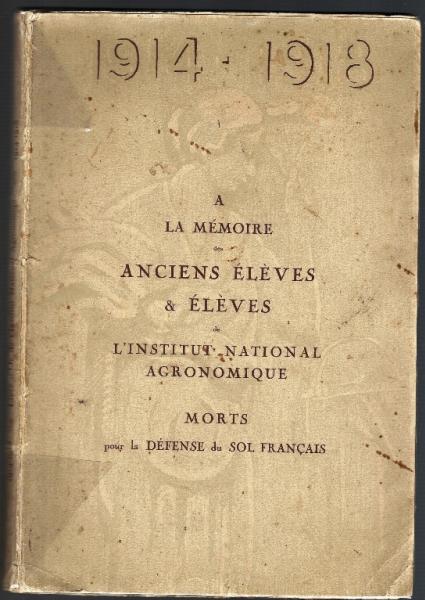 1914 - 1918
A
LA MÉMOIRE
des
ANCIENS ÉLÈVES
& ÉLÈVES
de
L'INSTITUT NATIONAL
AGRONOMIQUE
MORTS
pour la DÉFENSE du SOL FRANÇAIS